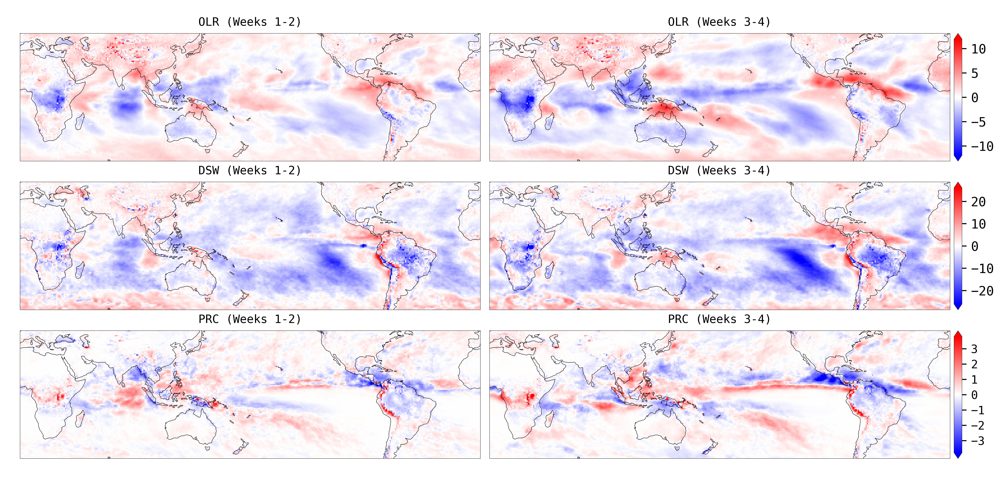 OLR (Weeks 1-2)
OLR (Weeks 3-4)
10
5
0
−5
−10
DSW (Weeks 1-2)
DSW (Weeks 3-4)
20
10
0
−10
−20
PRC (Weeks 1-2)
PRC (Weeks 3-4)
3
2
1
0
−1
−2
−3